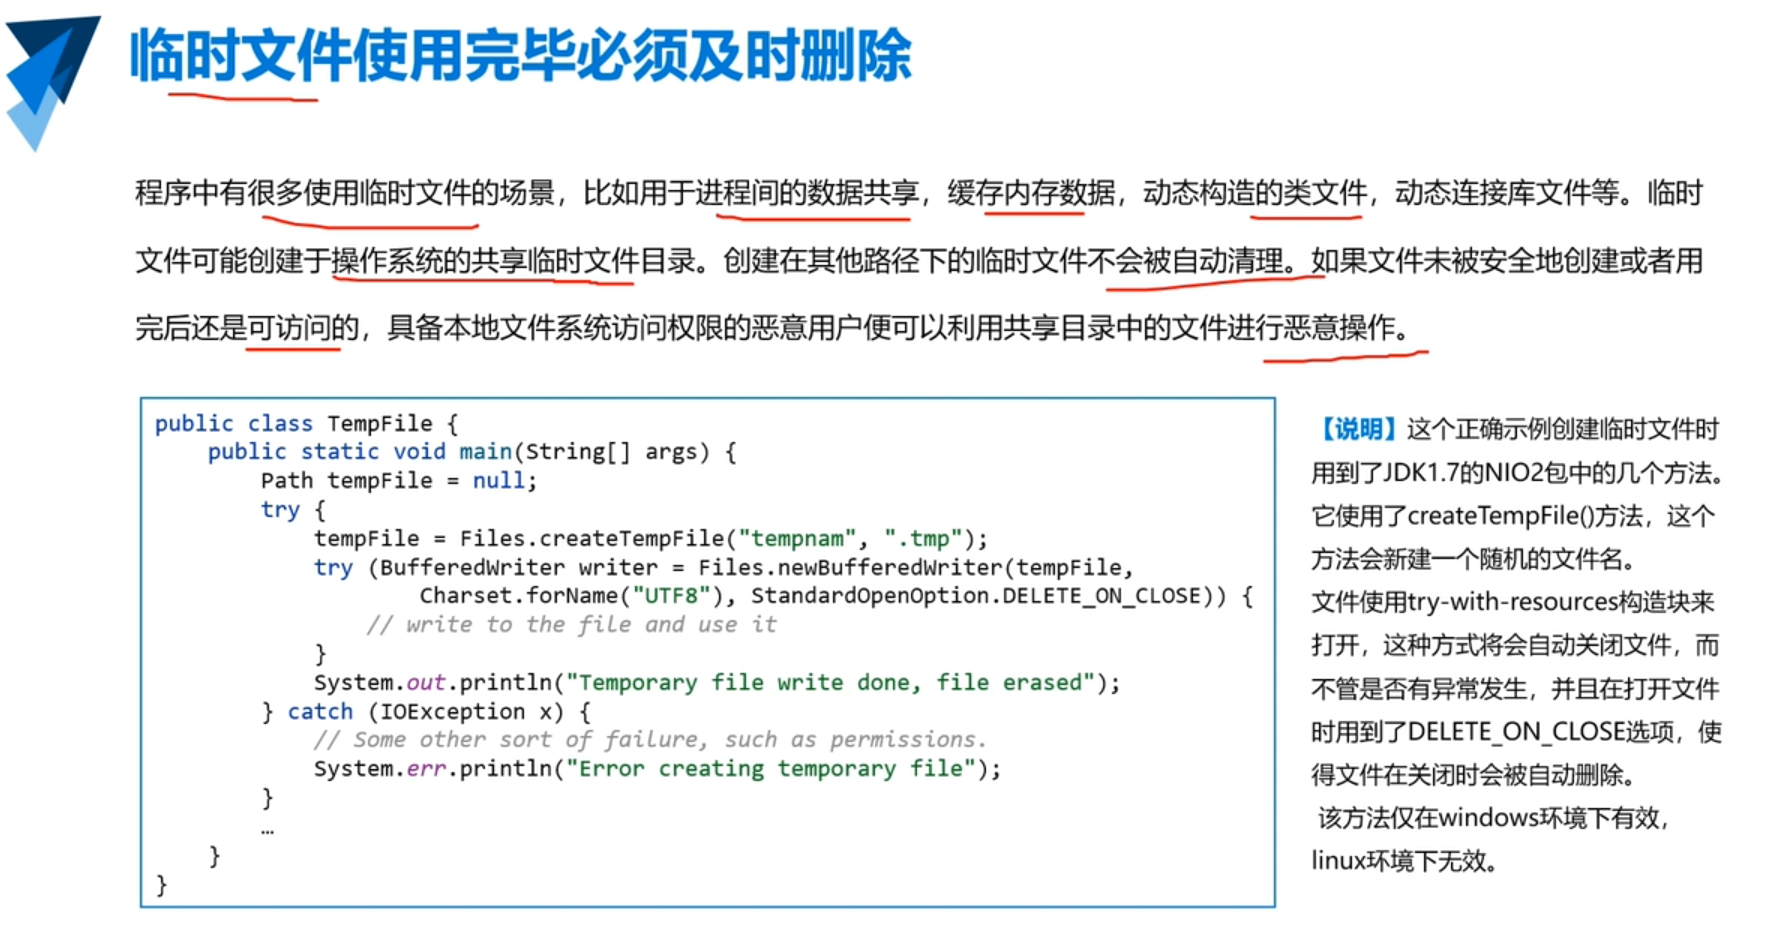 临时文件使用完毕必须及时删除
程序中有很多使用临时文件的场景，比如用于进程间的数据共享，缓存内存数据，动态构造的类文件，动态连接库文件等。临时
文件可能创建于操作系统的共享临时文件目录。创建在其他路径下的临时文件不会被自动清理。如果文件未被安全地创建或者用
完后还是可访问的，具备本地文件系统访问权限的恶意用户便可以利用共享目录中的文件进行恶意操作。
public class TempFile {
    public static void main(String[] args) {
        Path tempFile = null;
        try {
            tempFile = Files.createTempFile("tempnam", ".tmp");
            try (BufferedWriter writer = Files.newBufferedWriter(tempFile,
                    Charset.forName("UTF8"), StandardOpenOption.DELETE_ON_CLOSE)) {
                // write to the file and use it
            }
            System.out.println("Temporary file write done, file erased");
        } catch (IOException x) {
            // Some other sort of failure, such as permissions.
            System.err.println("Error creating temporary file");
        }
        …
    }
}
【说明】这个正确示例创建临时文件时
用到了JDK1.7的NIO2包中的几个方法。
它使用了createTempFile()方法，这个
方法会新建一个随机的文件名。
文件使用try-with-resources构造块来
打开，这种方式将会自动关闭文件，而
不管是否有异常发生，并且在打开文件
时用到了DELETE_ON_CLOSE选项，使
得文件在关闭时会被自动删除。
该方法仅在windows环境下有效，
linux环境下无效。